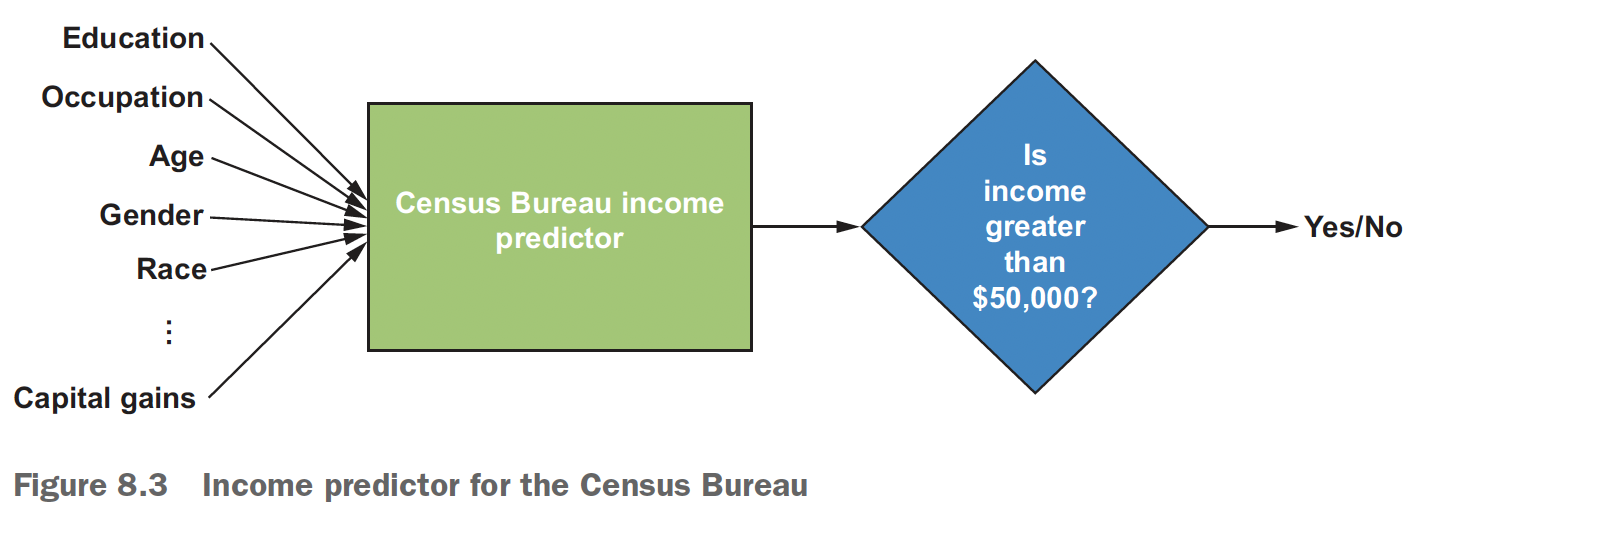 Education
Occupation
Age
Gender
Race
⋮
Capital gains
Census Bureau income
predictor
Is
income
greater
than
$50,000?
Yes/No
Figure 8.3 Income predictor for the Census Bureau